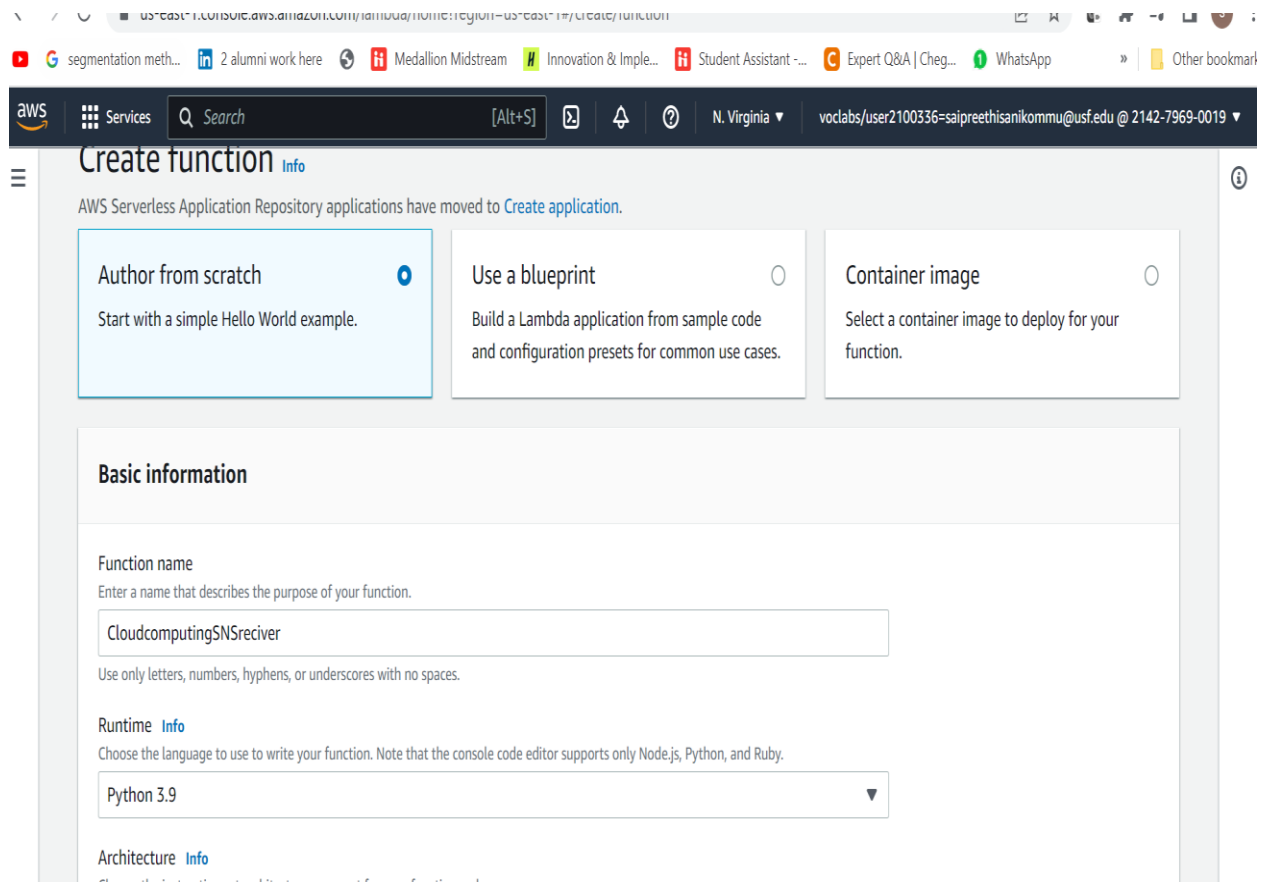 us-east-1.console.aws.amazon.com/lambda/home?region=us-east-1#/create/function
segmentation meth... in 2 alumni work here Medallion Midstream Innovation & Imple... Student Assistant -... Expert Q&A | Cheg... WhatsApp » Other bookmark
aws Services Search [Alt+S] N. Virginia ▼ voclabs/user2100336=saipreethisanikommu@usf.edu @ 2142-7969-0019 ▼
Create function Info
AWS Serverless Application Repository applications have moved to Create application.
Author from scratch
Start with a simple Hello World example.
Use a blueprint
Build a Lambda application from sample code
and configuration presets for common use cases.
Container image
Select a container image to deploy for your
function.
Basic information
Function name
Enter a name that describes the purpose of your function.
CloudcomputingSNSreciver
Use only letters, numbers, hyphens, or underscores with no spaces.
Runtime Info
Choose the language to use to write your function. Note that the console code editor supports only Node.js, Python, and Ruby.
Python 3.9
Architecture Info